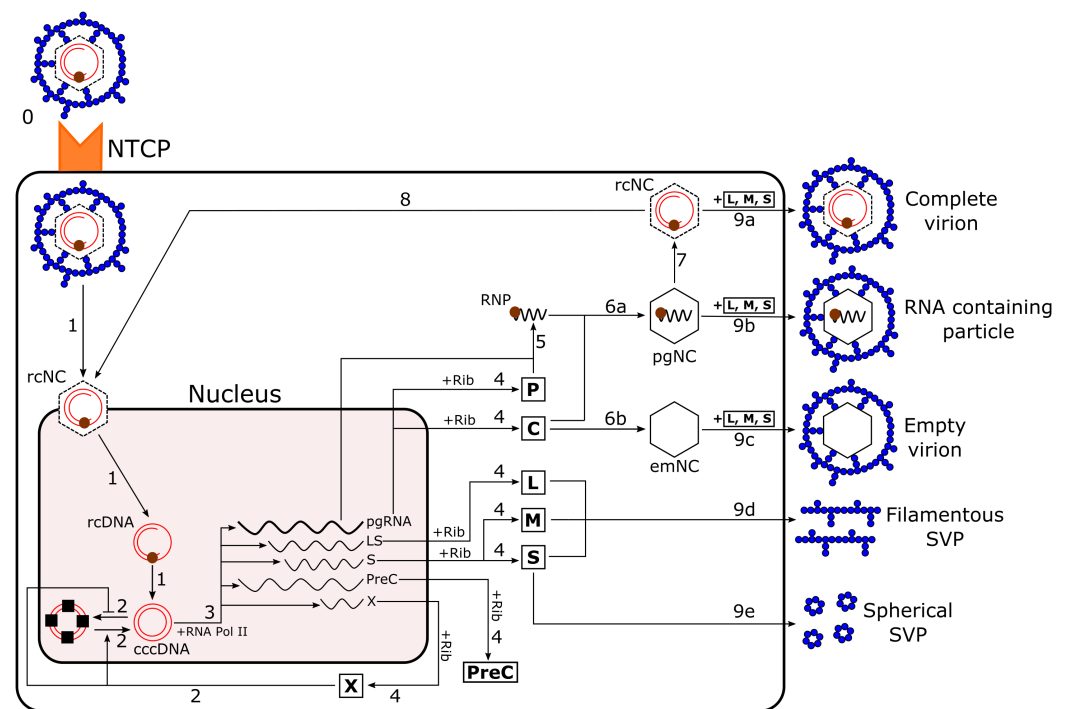 0
NTCP
rcNC
8
+ L, M, S
9a
Complete
virion
1
7
RNP
5
6a
pgNC
+ L, M, S
9b
RNA containing
particle
rcNC
Nucleus
+Rib
4
P
+Rib
4
C
6b
emNC
+ L, M, S
9c
Empty
virion
1
rcDNA
1
pgRNA
LS
+Rib
4
L
S
+Rib
4
M
4
S
9d
Filamentous
SVP
PreC
X
+Rib
4
PreC
9e
Spherical
SVP
2
2
cccDNA
3
+RNA Pol II
+Rib
4
X
2